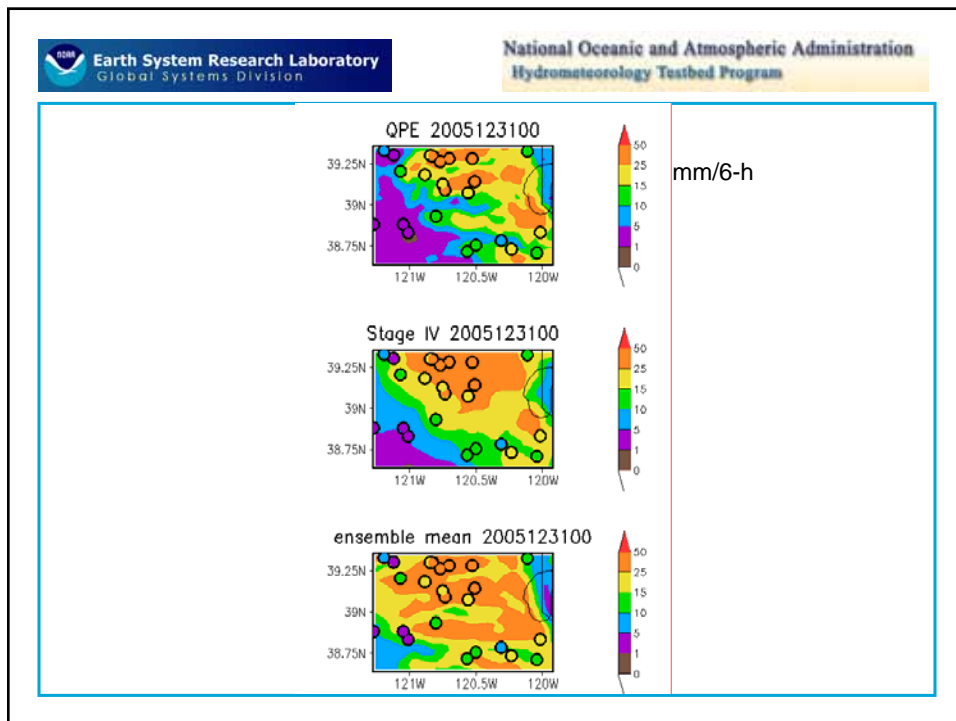 NOAA
Earth System Research Laboratory
Global Systems Division
National Oceanic and Atmospheric Administration
Hydrometeorology Testbed Program
QPE 2005123100
39.25N
39N
38.75N
121W 120.5W 120W
50
25
15
10
5
1
0
mm/6-h
Stage IV 2005123100
39.25N
39N
38.75N
121W 120.5W 120W
50
25
15
10
5
1
0
ensemble mean 2005123100
39.25N
39N
38.75N
121W 120.5W 120W
50
25
15
10
5
1
0